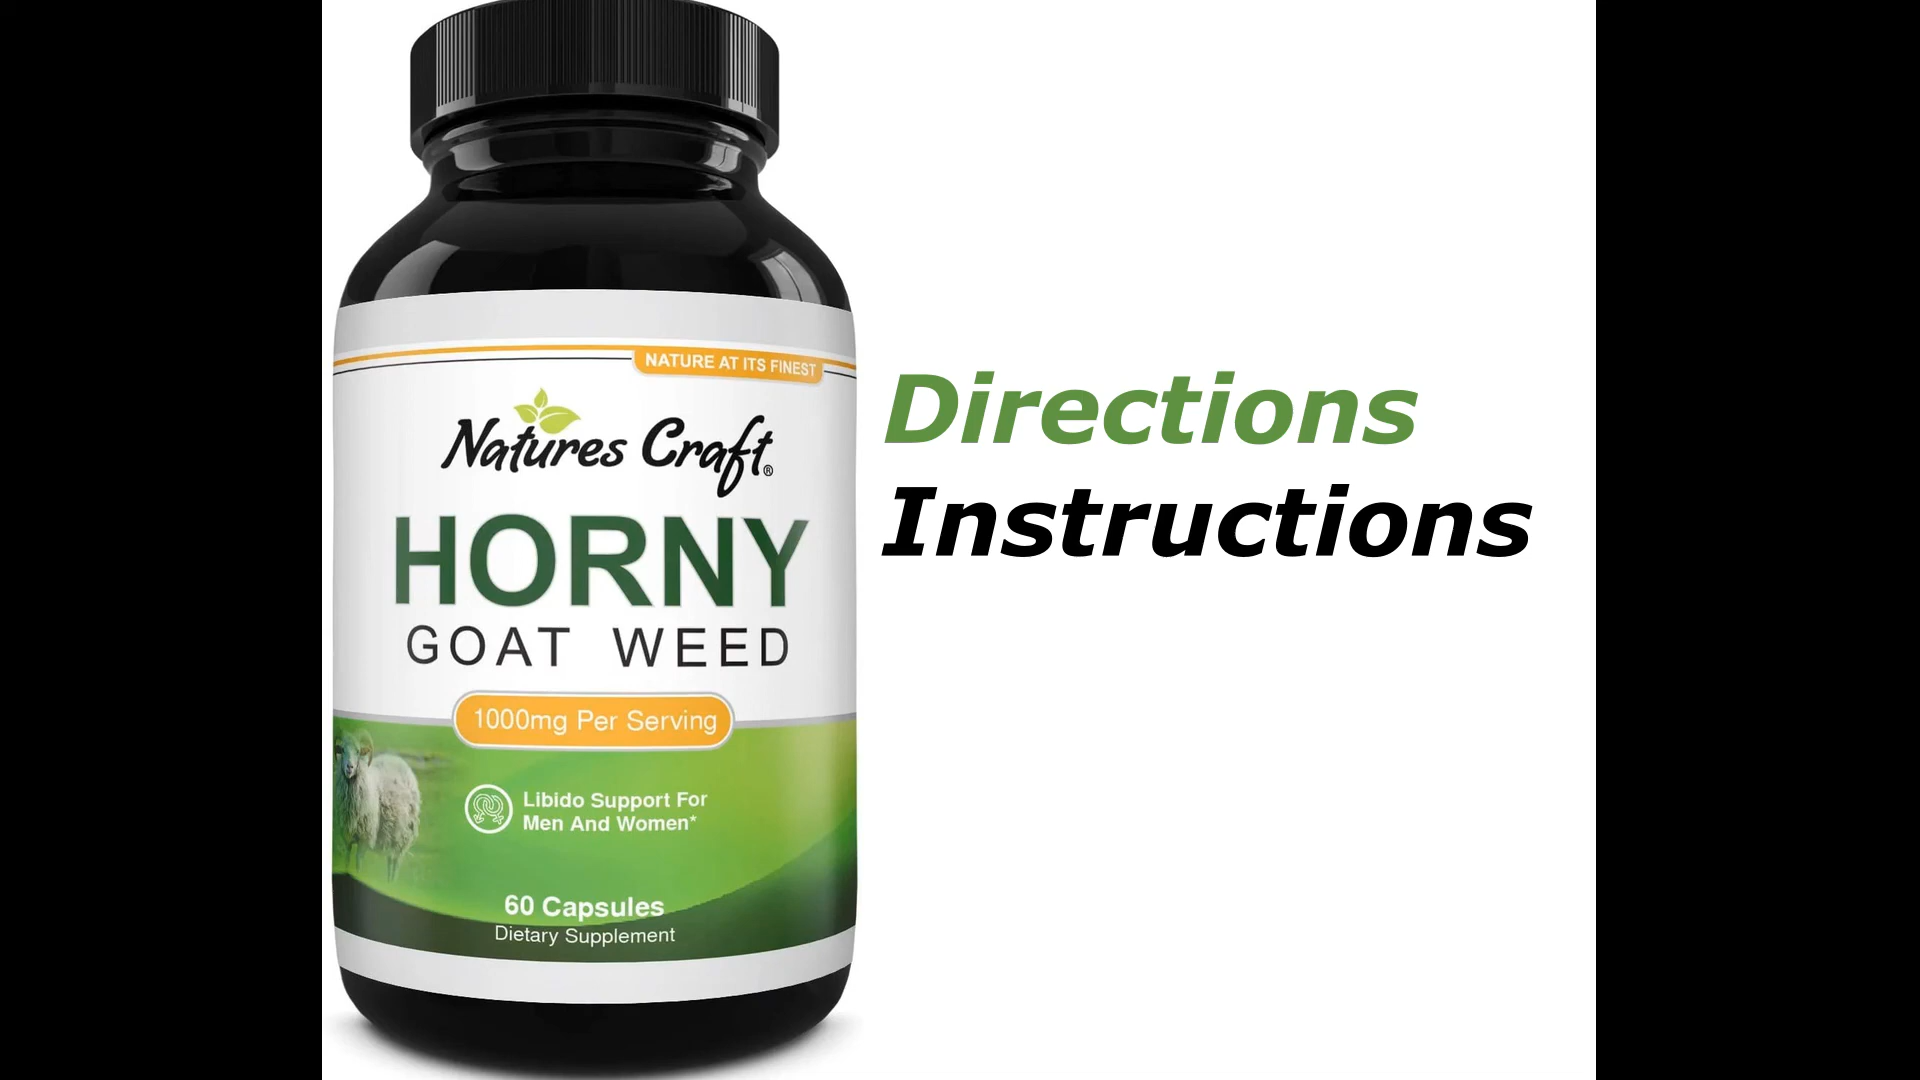 NATURE AT ITS FINEST
Natures Craft®
HORNY
GOAT WEED
1000mg Per Serving
Libido Support For
Men And Women*
60 Capsules
Dietary Supplement
Directions
Instructions